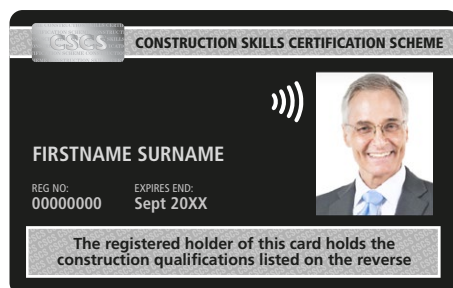 CSCS
CONSTRUCTION SKILLS CERTIFICATION SCHEME
FIRSTNAME SURNAME
REG NO:
00000000
EXPIRES END:
Sept 20XX
The registered holder of this card holds the
construction qualifications listed on the reverse